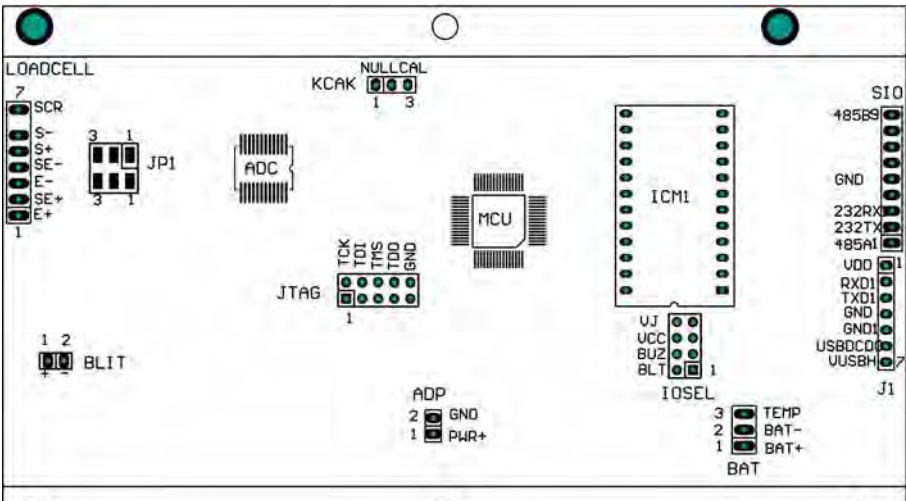 LOADCELL
7
SCR
S-
S+
SE-
E-
SE+
E+
1
3 1
JP1
3 1
ADC
NULLCAL
KCAK
1 3
MCU
TCK
TDI
TMS
TDO
GND
JTAG
1
ICM1
SIO
485B9
GND
232RX
232TX
485A1
VDD 1
RXD1
TXD1
GND
GND1
USBDCDD
VUSBH 7
J1
VJ
VCC
BUZ
BLT 1
IOSEL
1 2
BLIT
+ -
ADP
2 GND
1 PWR+
3 TEMP
2 BAT-
1 BAT+
BAT